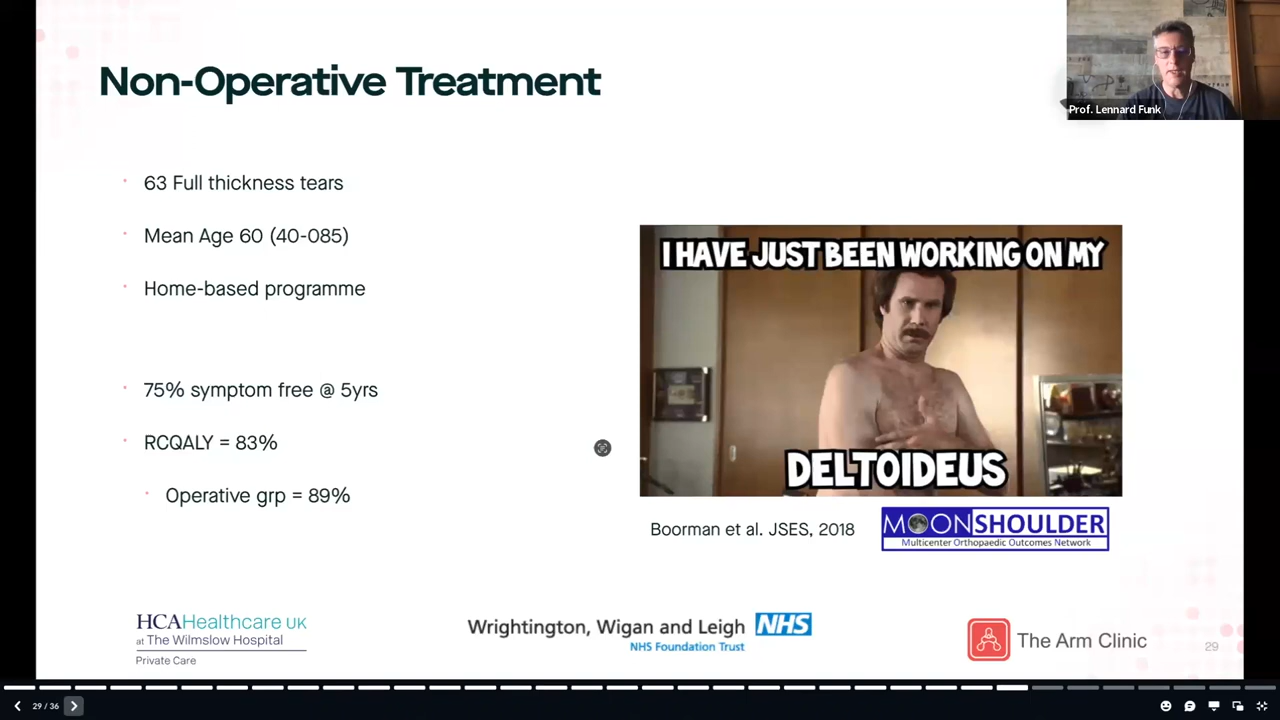 Non-Operative Treatment
Prof. Lennard Funk
63 Full thickness tears
Mean Age 60 (40-085)
Home-based programme
75% symptom free @ 5yrs
RCQALY = 83%
Operative grp = 89%
I HAVE JUST BEEN WORKING ON MY
DELTOIDEUS
Boorman et al. JSES, 2018
MOONSHOULDER
Multicenter Orthopaedic Outcomes Network
HCAHealthcare UK
at The Wilmslow Hospital
Private Care
Wrightington, Wigan and Leigh NHS
NHS Foundation Trust
The Arm Clinic
29
29 / 36